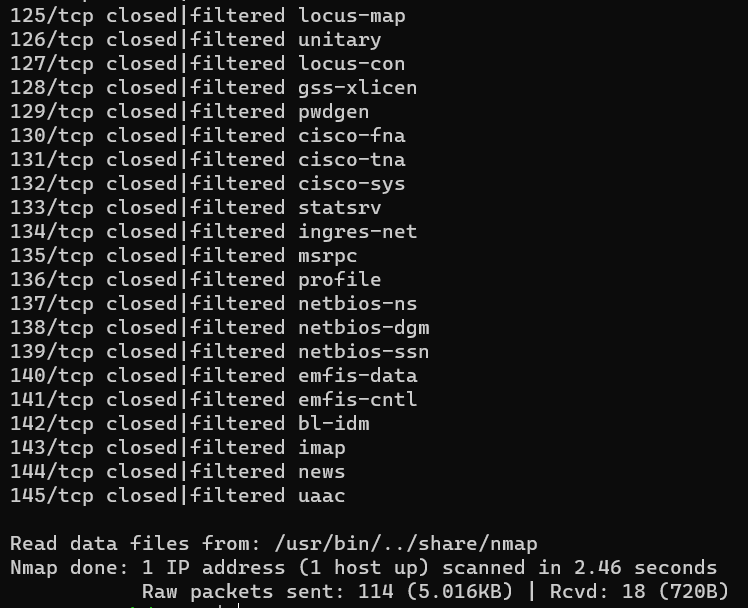 125/tcp closed|filtered locus-map
126/tcp closed|filtered unitary
127/tcp closed|filtered locus-con
128/tcp closed|filtered gss-xlicen
129/tcp closed|filtered pwdgen
130/tcp closed|filtered cisco-fna
131/tcp closed|filtered cisco-tna
132/tcp closed|filtered cisco-sys
133/tcp closed|filtered statsrv
134/tcp closed|filtered ingres-net
135/tcp closed|filtered msrpc
136/tcp closed|filtered profile
137/tcp closed|filtered netbios-ns
138/tcp closed|filtered netbios-dgm
139/tcp closed|filtered netbios-ssn
140/tcp closed|filtered emfis-data
141/tcp closed|filtered emfis-cntl
142/tcp closed|filtered bl-idm
143/tcp closed|filtered imap
144/tcp closed|filtered news
145/tcp closed|filtered uaac
Read data files from: /usr/bin/../share/nmap
Nmap done: 1 IP address (1 host up) scanned in 2.46 seconds
Raw packets sent: 114 (5.016KB) | Rcvd: 18 (720B)